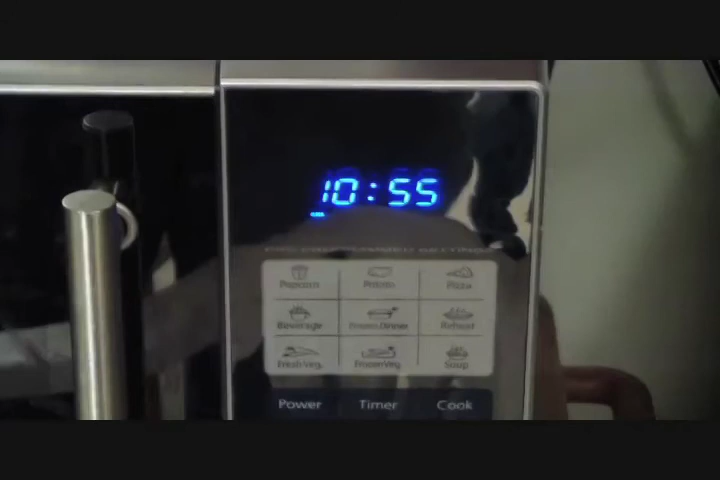 10:55
Popcorn Potato Pizza
Beverage Frozen Dinner Reheat
Fresh Veg. Frozen Veg. Soup
Power Timer Cook